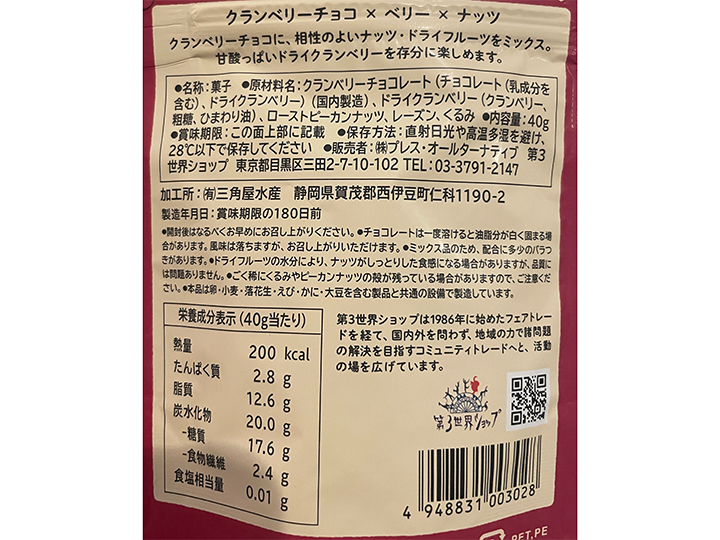 クランベリーチョコ × ベリー × ナッツ
クランベリーチョコに、相性のよいナッツ・ドライフルーツをミックス。
甘酸っぱいドライクランベリーを存分に楽しめます。
●名称：菓子 ●原材料名：クランベリーチョコレート（チョコレート（乳成分を
含む）、ドライクランベリー）（国内製造）、ドライクランベリー（クランベリー、
粗糖、ひまわり油）、ローストピーカンナッツ、レーズン、くるみ ●内容量：40g
●賞味期限：この面上部に記載 ●保存方法：直射日光や高温多湿を避け、
28℃以下で保存してください ●販売者：㈱プレス・オールターナティブ 第3
世界ショップ 東京都目黒区三田2-7-10-102 TEL：03-3791-2147
加工所：㈲三角屋水産 静岡県賀茂郡西伊豆町仁科1190-2
製造年月日：賞味期限の180日前
●開封後はなるべくお早めにお召し上がりください。●チョコレートは一度溶けると油脂分が白く固まる場
合があります。風味は落ちますが、お召し上がりいただけます。●ミックス品のため、配合に多少のバラつ
きがあります。●ドライフルーツの水分により、ナッツがしっとりした食感になる場合がありますが、品質に
は問題ありません。●ごく稀にくるみやピーカンナッツの殻が残っている場合がありますので、ご注意くだ
さい。●本品は卵・小麦・落花生・えび・かに・大豆を含む製品と共通の設備で製造しています。
栄養成分表示（40g当たり）
熱量 200 kcal
たんぱく質 2.8 g
脂質 12.6 g
炭水化物 20.0 g
-糖質 17.6 g
-食物繊維 2.4 g
食塩相当量 0.01 g
第3世界ショップは1986年に始めたフェアトレー
ドを経て、国内外を問わず、地域の力で諸問題
の解決を目指すコミュニティトレードへと、活動
の場を広げています。
第3世界ショップ
4 948831 003028
PET,PE